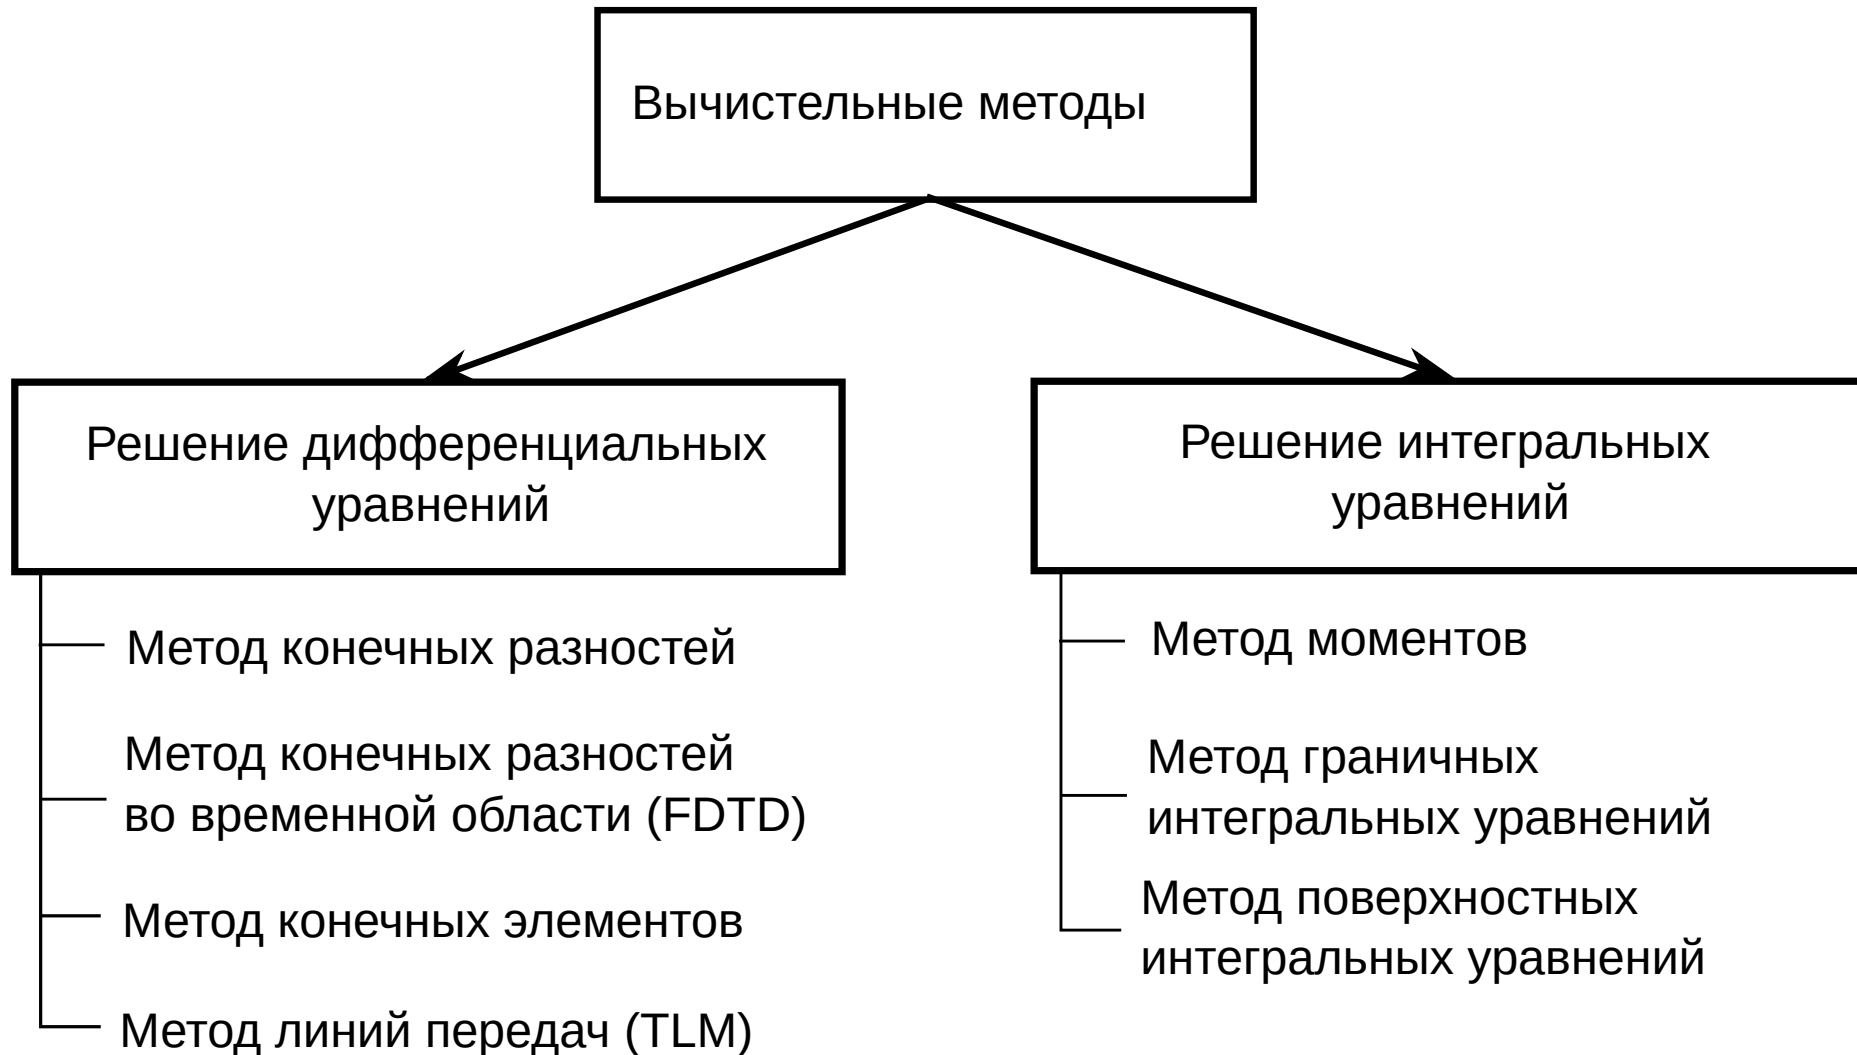 Вычистельные методы
Решение дифференциальных
уравнений
Метод конечных разностей
Метод конечных разностей
во временной области (FDTD)
Метод конечных элементов
Метод линий передач (TLM)
Решение интегральных
уравнений
Метод моментов
Метод граничных
интегральных уравнений
Метод поверхностных
интегральных уравнений